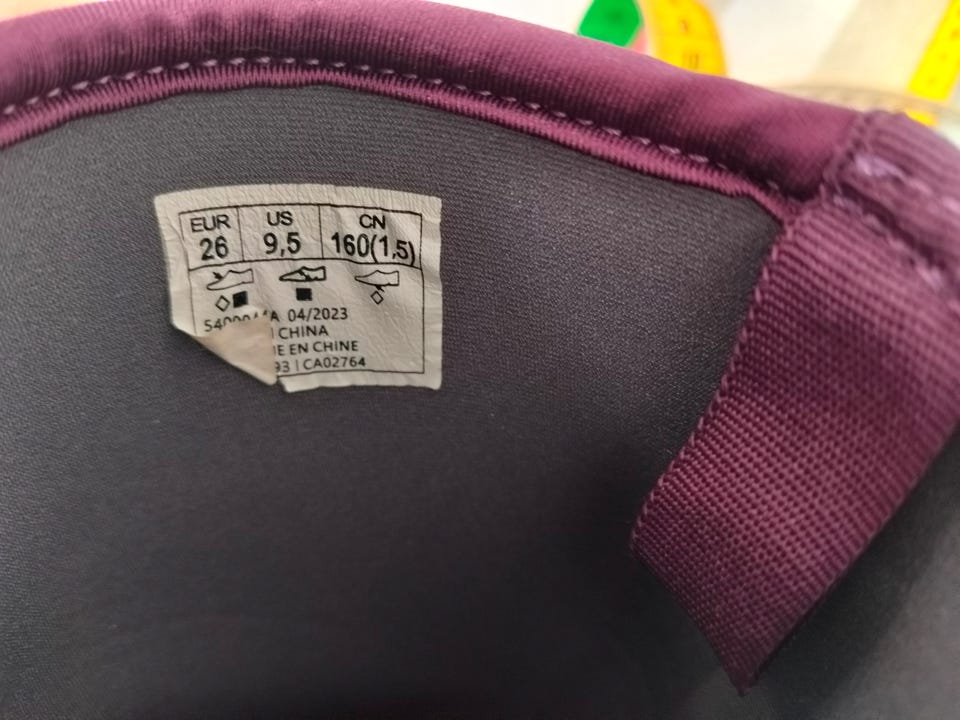 EUR US CN
26 9,5 160(1,5)
04/2023
CHINA
EN CHINE
93 | CA02764